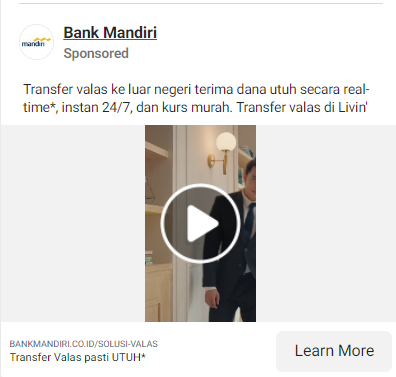 mandiri
Bank Mandiri
Sponsored
Transfer valas ke luar negeri terima dana utuh secara real-
time*, instan 24/7, dan kurs murah. Transfer valas di Livin'
BANKMANDIRI.CO.ID/SOLUSI-VALAS
Transfer Valas pasti UTUH*
Learn More